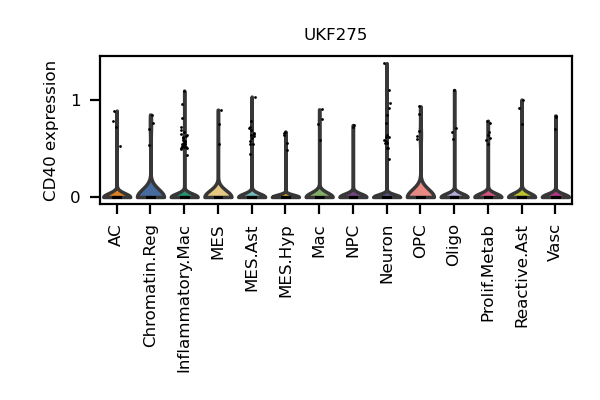 UKF275
CD40 expression
1
0
AC
Chromatin.Reg
Inflammatory.Mac
MES
MES.Ast
MES.Hyp
Mac
NPC
Neuron
OPC
Oligo
Prolif.Metab
Reactive.Ast
Vasc